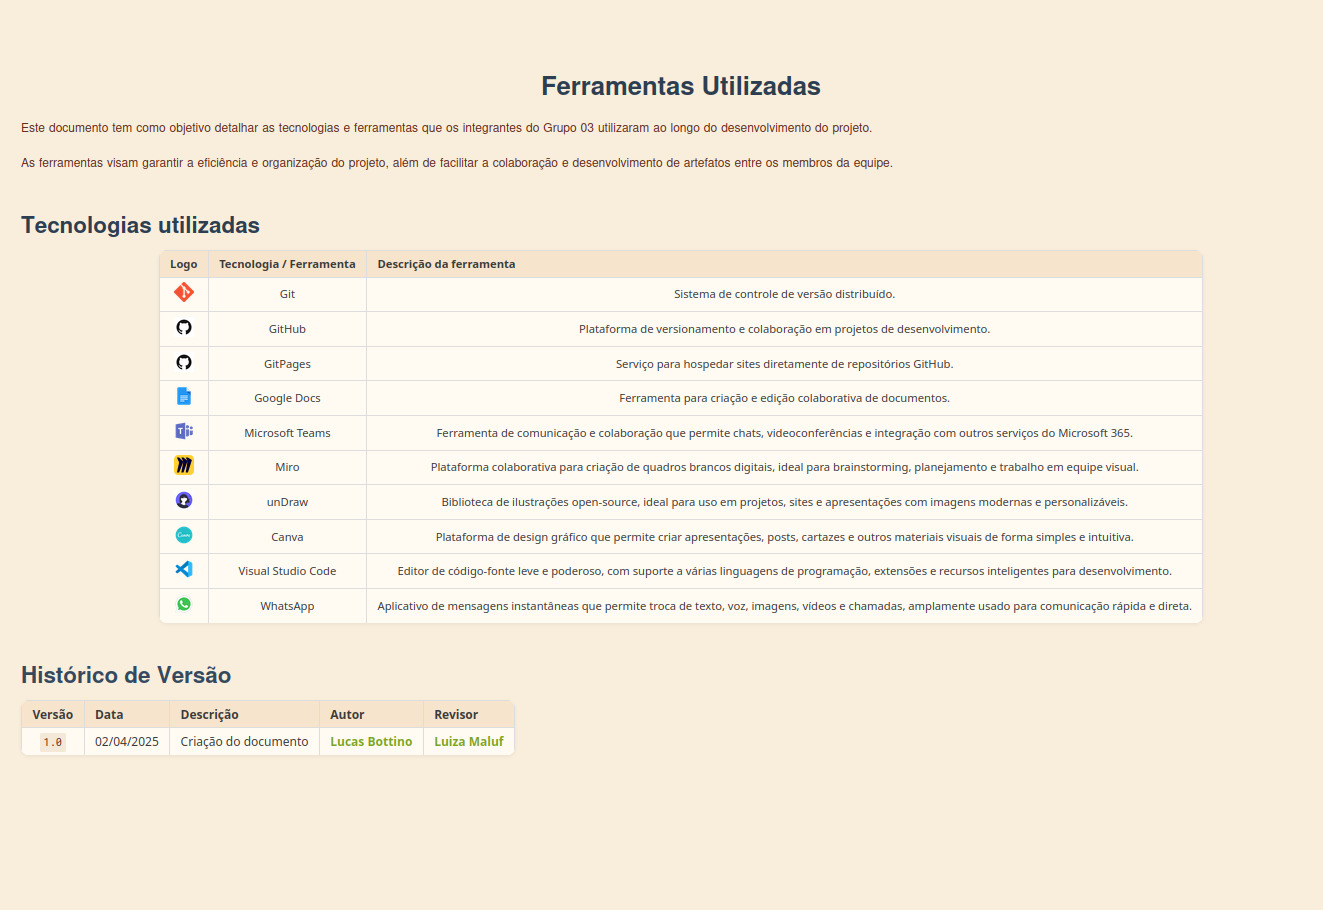 Ferramentas Utilizadas
Este documento tem como objetivo detalhar as tecnologias e ferramentas que os integrantes do Grupo 03 utilizaram ao longo do desenvolvimento do projeto.
As ferramentas visam garantir a eficiência e organização do projeto, além de facilitar a colaboração e desenvolvimento de artefatos entre os membros da equipe.
Tecnologias utilizadas
Logo Tecnologia / Ferramenta Descrição da ferramenta
Git Sistema de controle de versão distribuído.
GitHub Plataforma de versionamento e colaboração em projetos de desenvolvimento.
GitPages Serviço para hospedar sites diretamente de repositórios GitHub.
Google Docs Ferramenta para criação e edição colaborativa de documentos.
Microsoft Teams Ferramenta de comunicação e colaboração que permite chats, videoconferências e integração com outros serviços do Microsoft 365.
Miro Plataforma colaborativa para criação de quadros brancos digitais, ideal para brainstorming, planejamento e trabalho em equipe visual.
unDraw Biblioteca de ilustrações open-source, ideal para uso em projetos, sites e apresentações com imagens modernas e personalizáveis.
Canva Plataforma de design gráfico que permite criar apresentações, posts, cartazes e outros materiais visuais de forma simples e intuitiva.
Visual Studio Code Editor de código-fonte leve e poderoso, com suporte a várias linguagens de programação, extensões e recursos inteligentes para desenvolvimento.
WhatsApp Aplicativo de mensagens instantâneas que permite troca de texto, voz, imagens, vídeos e chamadas, amplamente usado para comunicação rápida e direta.
Histórico de Versão
Versão Data Descrição Autor Revisor
1.0 02/04/2025 Criação do documento Lucas Bottino Luiza Maluf